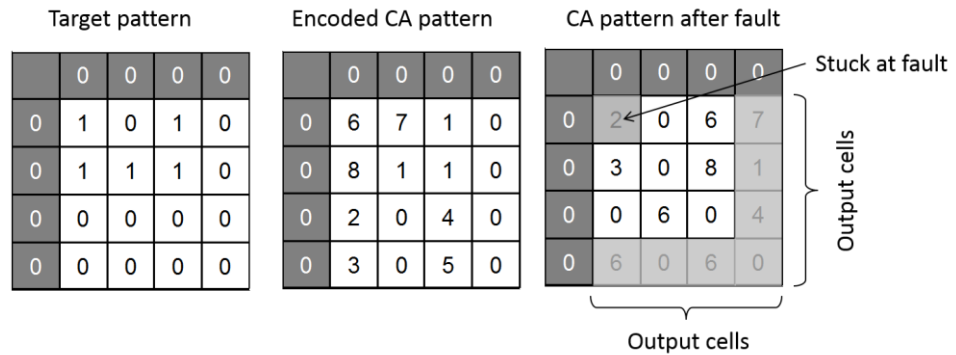 Target pattern
0 0 0 0
0 1 0 1 0
0 1 1 1 0
0 0 0 0 0
0 0 0 0 0
Encoded CA pattern
0 0 0 0
0 6 7 1 0
0 8 1 1 0
0 2 0 4 0
0 3 0 5 0
CA pattern after fault
0 0 0 0
0 2 0 6 7
0 3 0 8 1
0 0 6 0 4
0 6 0 6 0
Stuck at fault
Output cells
Output cells